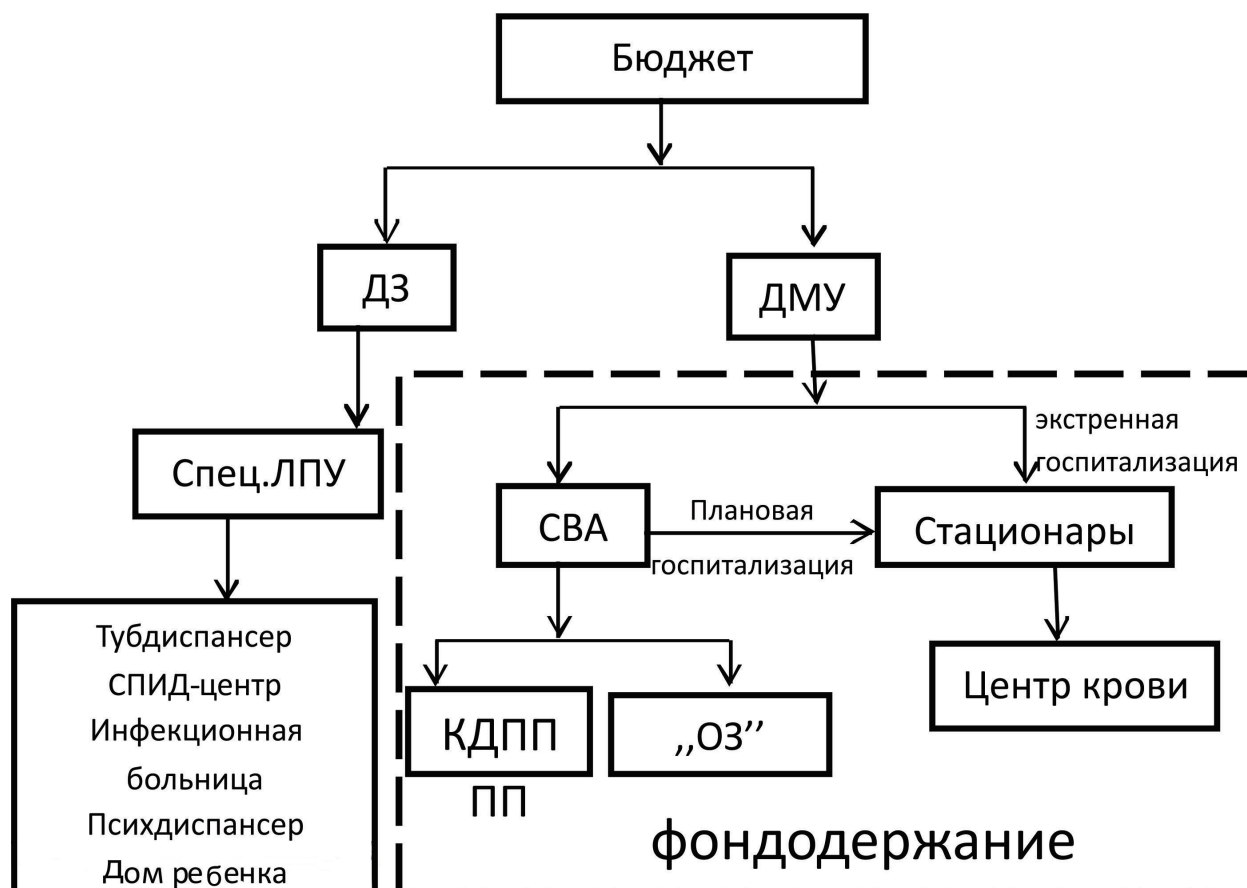 Бюджет
ДЗ
ДМУ
экстренная
госпитализация
Спец.ЛПУ
СВА
Плановая
госпитализация
Стационары
Тубдиспансер
СПИД-центр
Инфекционная
больница
Психдиспансер
Дом ребенка
КДПП
ПП
,,ОЗ’’
Центр крови
фондодержание